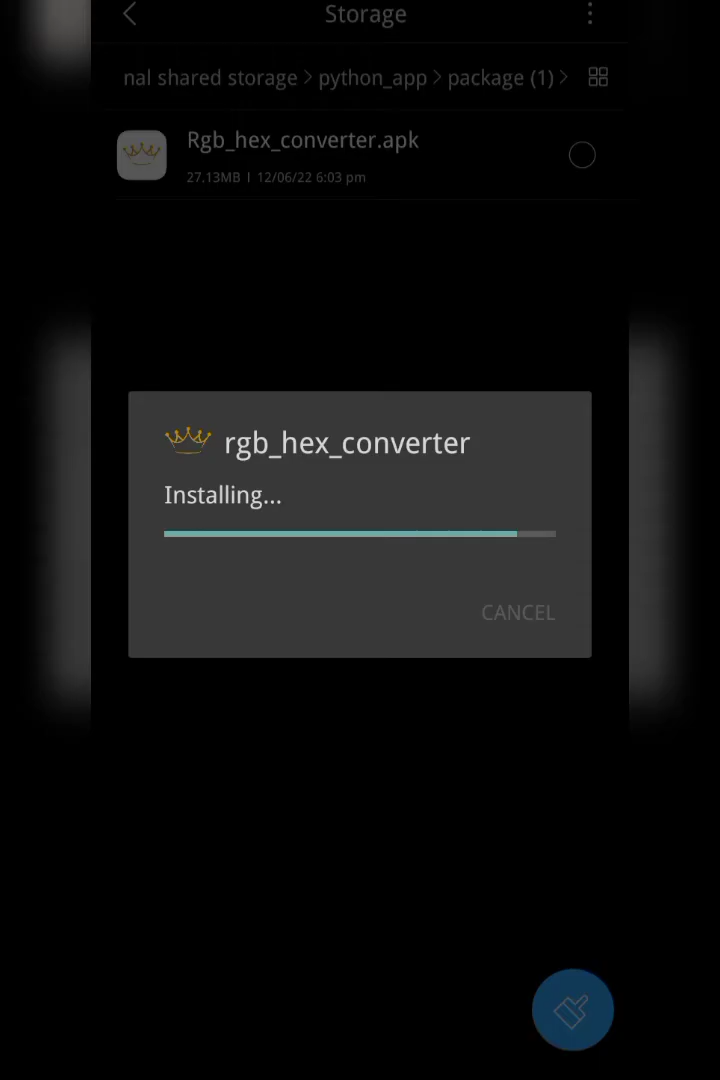 Storage
nal shared storage > python_app > package (1) >
Rgb_hex_converter.apk
27.13MB | 12/06/22 6:03 pm
rgb_hex_converter
Installing...
CANCEL